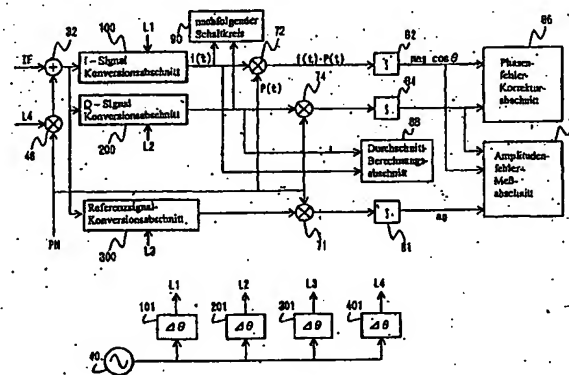 100
L1
90
nachfolgender
Schaltkreis
72
82
86
32
IF
I - Signal
Konversionsabschnitt
i(t)
i(t)·P(t)
Phasen-
fehler-
Korrektur-
abschnitt
P(t)
74
84
L4
48
Q - Signal
Konversionsabschnitt
200
L2
88
Durchschnitt-
Berechnungs-
abschnitt
Amplituden-
fehler-
Meß-
abschnitt
Referenzsignal-
Konversionsabschnitt
PN
300
L3
71
81
L1
L2
L3
L4
101
Δθ
201
Δθ
301
Δθ
401
Δθ
40